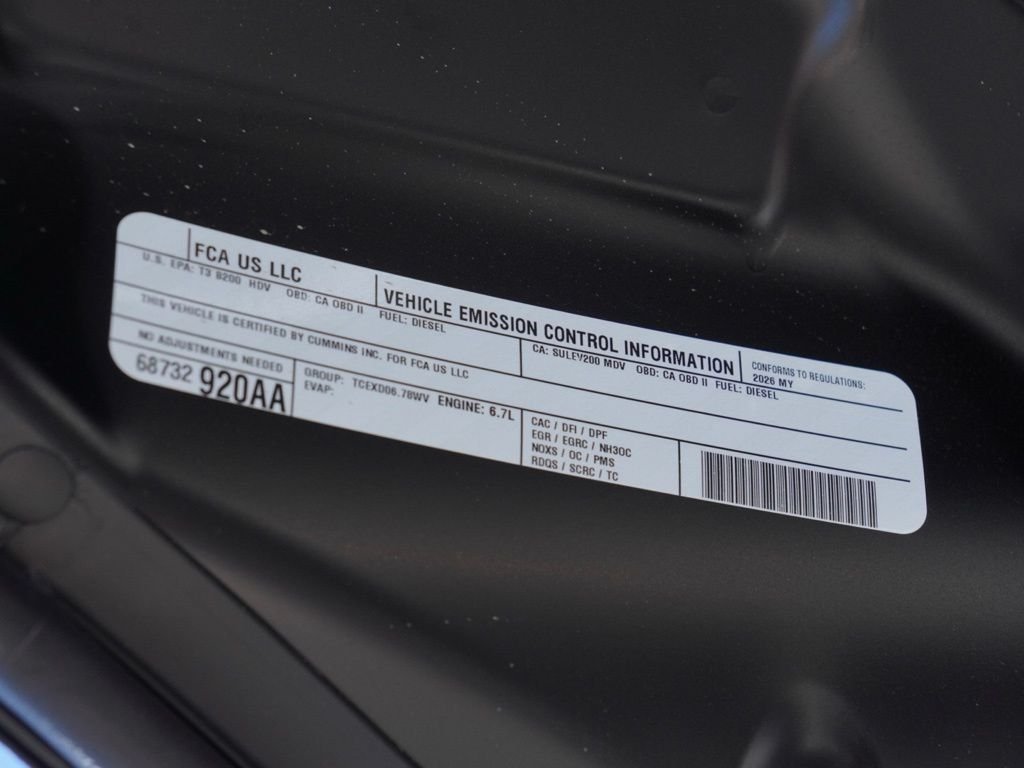 FCA US LLC
VEHICLE EMISSION CONTROL INFORMATION
CONFORMS TO REGULATIONS:
2026 MY
U.S. EPA: T3 B200 HDV OBD: CA OBD II FUEL: DIESEL
CA: SULEV200 MDV OBD: CA OBD II FUEL: DIESEL
THIS VEHICLE IS CERTIFIED BY CUMMINS INC. FOR FCA US LLC
NO ADJUSTMENTS NEEDED
68732 920AA
GROUP: TCEXD06.78WV ENGINE: 6.7L
EVAP:
CAC / DFI / DPF
EGR / EGRC / NH3OC
NOXS / OC / PMS
RDQS / SCRC / TC